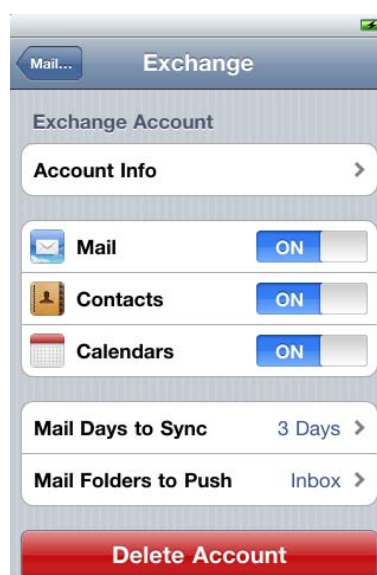 Mail...
Exchange
Exchange Account
Account Info
Mail ON
Contacts ON
Calendars ON
Mail Days to Sync 3 Days
Mail Folders to Push Inbox
Delete Account